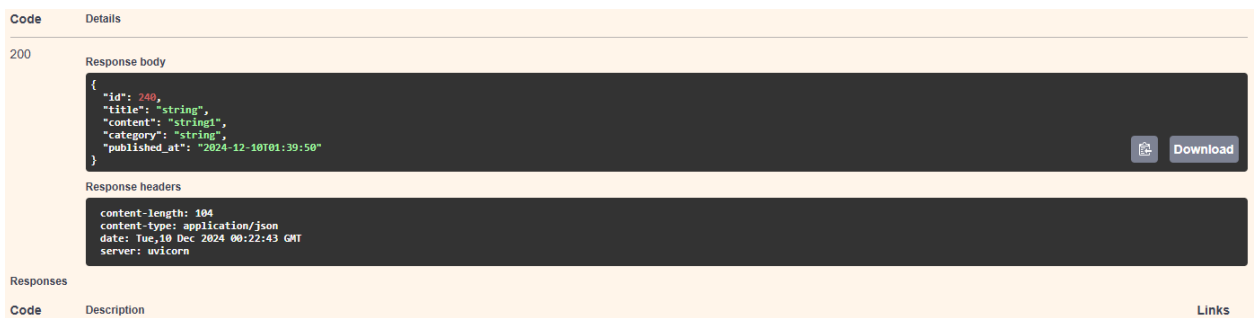 Code Details
200
Response body
{
  "id": 240,
  "title": "string",
  "content": "string1",
  "category": "string",
  "published_at": "2024-12-10T01:39:50"
}
Download
Response headers
content-length: 104
content-type: application/json
date: Tue,10 Dec 2024 00:22:43 GMT
server: uvicorn
Responses
Code Description Links